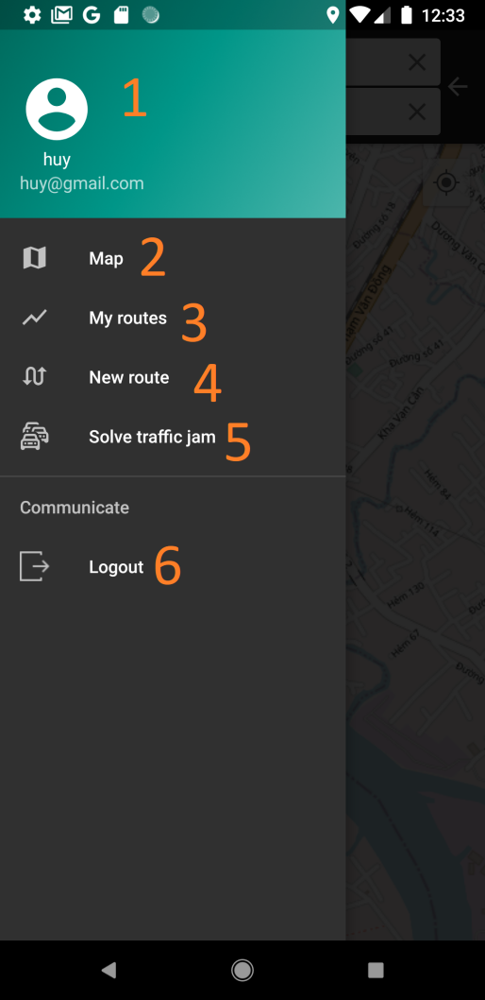 12:33
1
huy
huy@gmail.com
Map 2
My routes 3
New route 4
Solve traffic jam 5
Communicate
Logout 6
Đường số 18
Dương Văn C
ạm Văn Đồng
Đường số 41
Đường số 41
Kha Vạn Cân
Hẻm 84
Hẻm 114
Hẻm 130
Hẻm 67
Đường